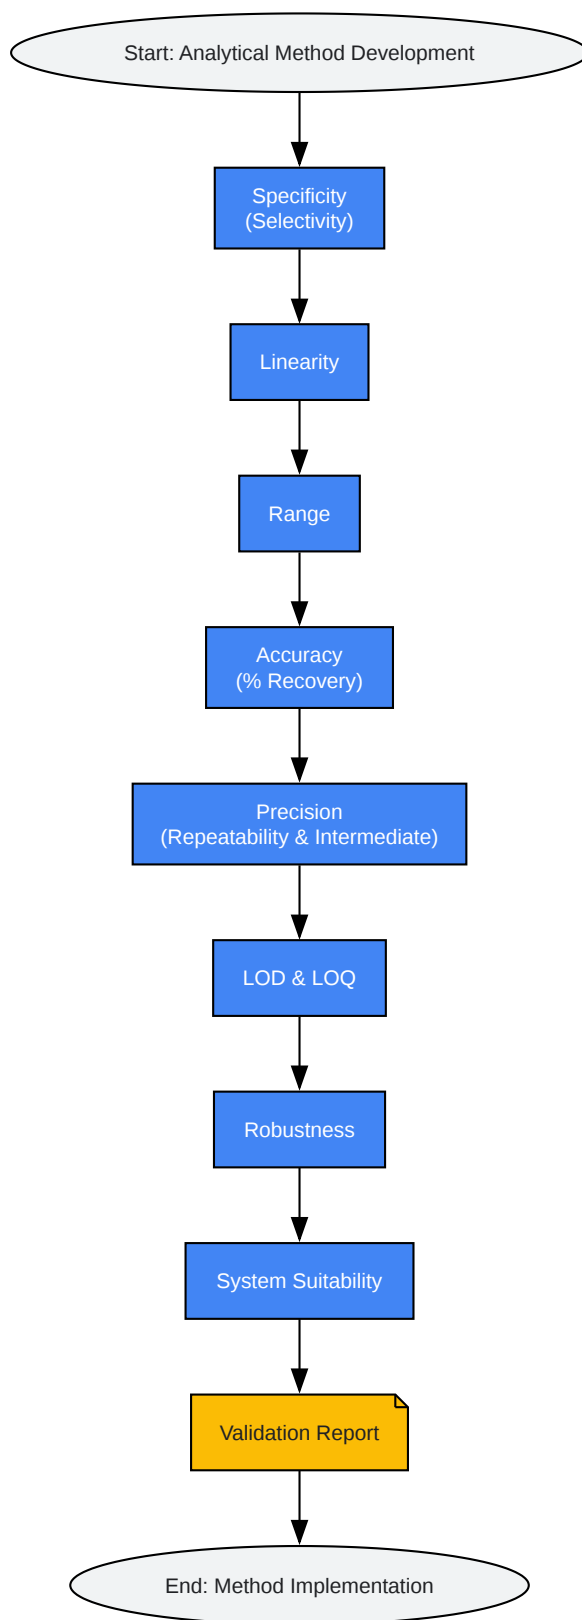 Start: Analytical Method Development
Specificity
(Selectivity)
Linearity
Range
Accuracy
(% Recovery)
Precision
(Repeatability & Intermediate)
LOD & LOQ
Robustness
System Suitability
Validation Report
End: Method Implementation